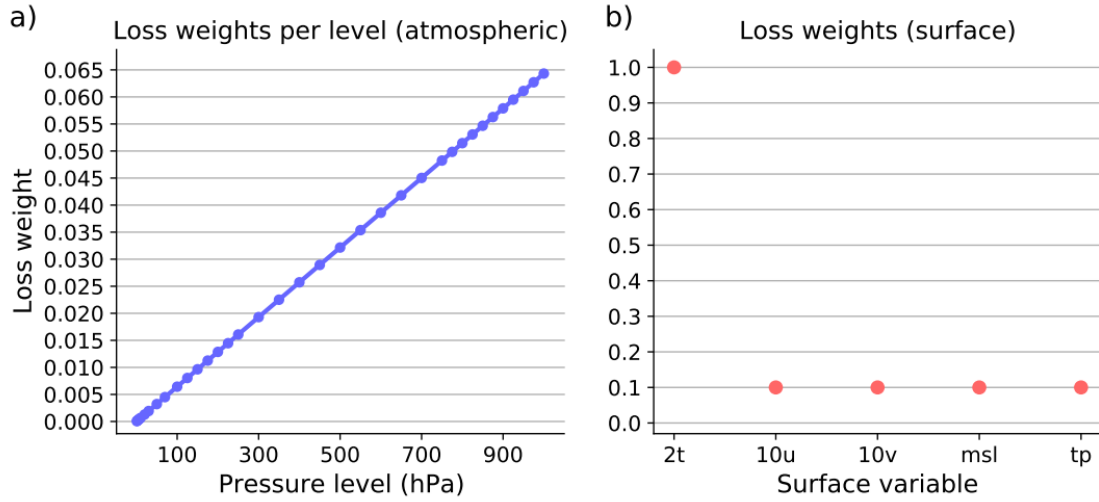 a)
Loss weights per level (atmospheric)
0.065
0.060
0.055
0.050
0.045
0.040
0.035
0.030
0.025
0.020
0.015
0.010
0.005
0.000
Loss weight
100 300 500 700 900
Pressure level (hPa)
b)
Loss weights (surface)
1.0
0.9
0.8
0.7
0.6
0.5
0.4
0.3
0.2
0.1
0.0
2t 10u 10v msl tp
Surface variable